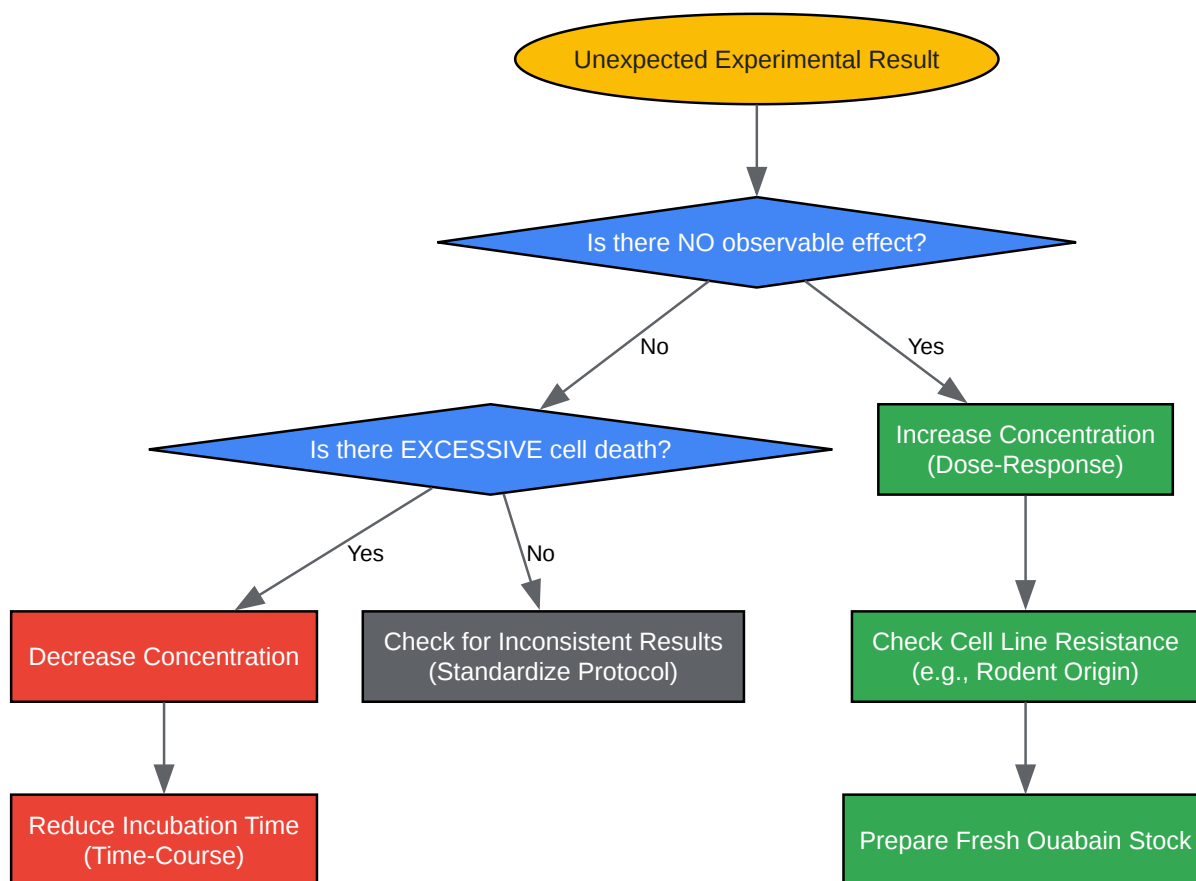 Unexpected Experimental Result
Is there NO observable effect?
No
Yes
Is there EXCESSIVE cell death?
Increase Concentration
(Dose-Response)
Yes
No
Decrease Concentration
Check for Inconsistent Results
(Standardize Protocol)
Check Cell Line Resistance
(e.g., Rodent Origin)
Reduce Incubation Time
(Time-Course)
Prepare Fresh Ouabain Stock